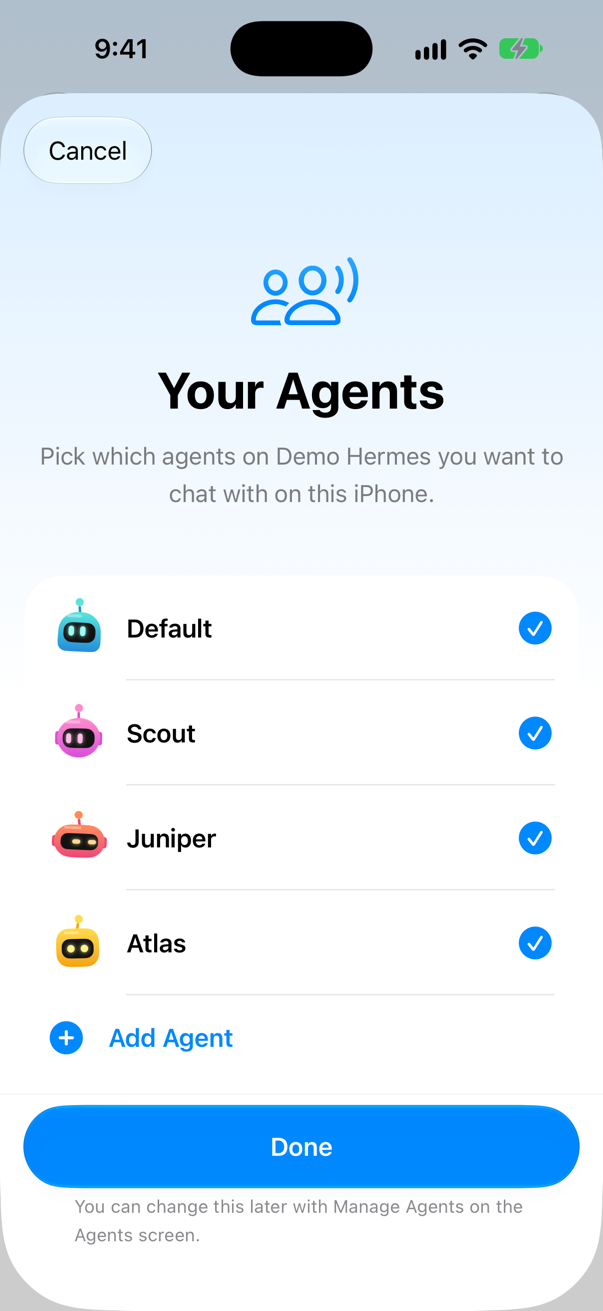 9:41
Cancel
Your Agents
Pick which agents on Demo Hermes you want to
chat with on this iPhone.
Default
Scout
Juniper
Atlas
Add Agent
Done
You can change this later with Manage Agents on the
Agents screen.